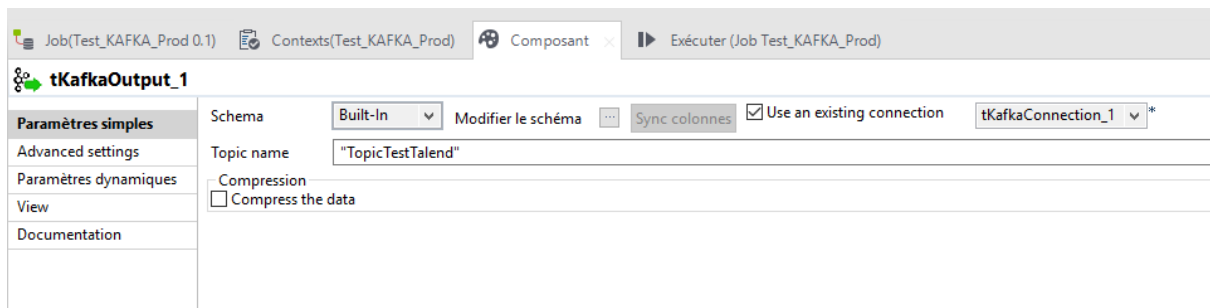 Job(Test_KAFKA_Prod 0.1) Contexts(Test_KAFKA_Prod) Composant Exécuter (Job Test_KAFKA_Prod)
tKafkaOutput_1
Paramètres simples
Advanced settings
Paramètres dynamiques
View
Documentation
Schema Built-In Modifier le schéma ... Sync colonnes Use an existing connection tKafkaConnection_1 *
Topic name "TopicTestTalend"
Compression
Compress the data